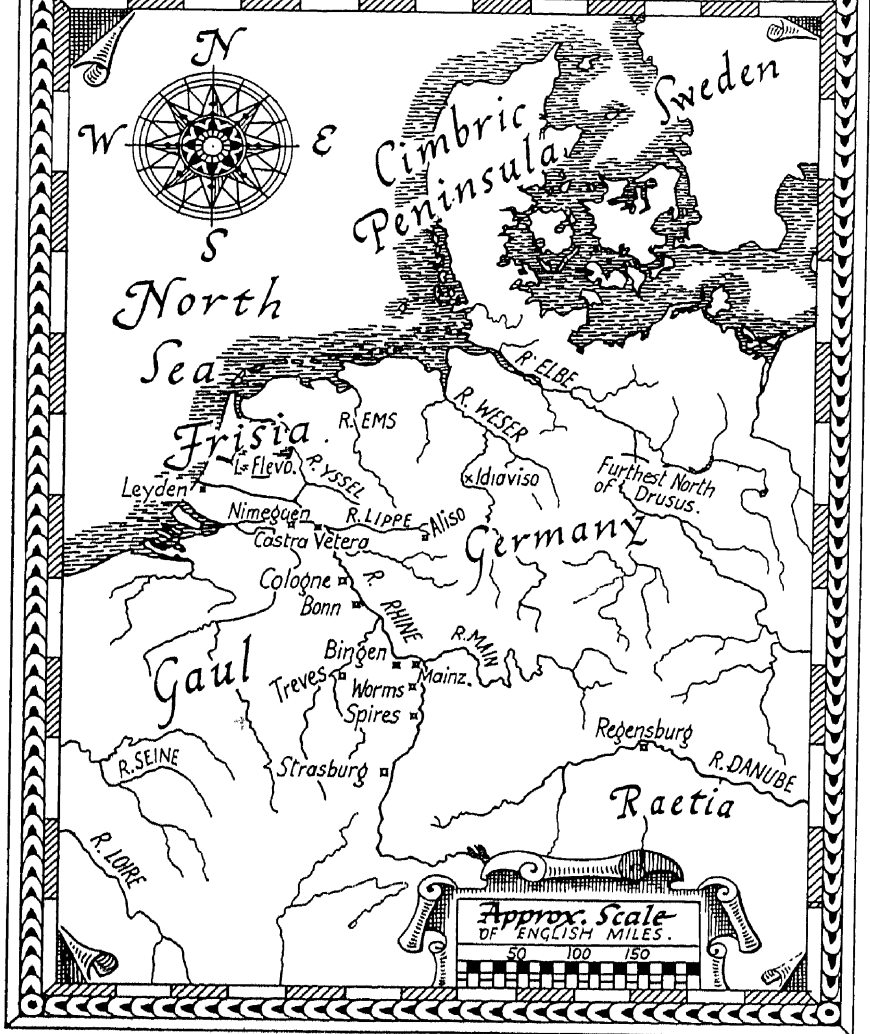 N
W
E
S
Cimbric
Peninsula
Sweden
North
Sea
R. ELBE
R. WESER
R. EMS
Frisia
L. Flevo.
R. YSSEL
Idiaviso
Furthest North
of Drusus.
Leyden
Nimeguen
R. LIPPE
Aliso
Castra Vetera
Germany
Cologne
Bonn
R. RHINE
Bingen
R. MAIN
Mainz.
Gaul
Treves
Worms
Spires
Regensburg
R. SEINE
Strasburg
R. DANUBE
Raetia
R. LOIRE
Approx. Scale
OF ENGLISH MILES.
50 100 150